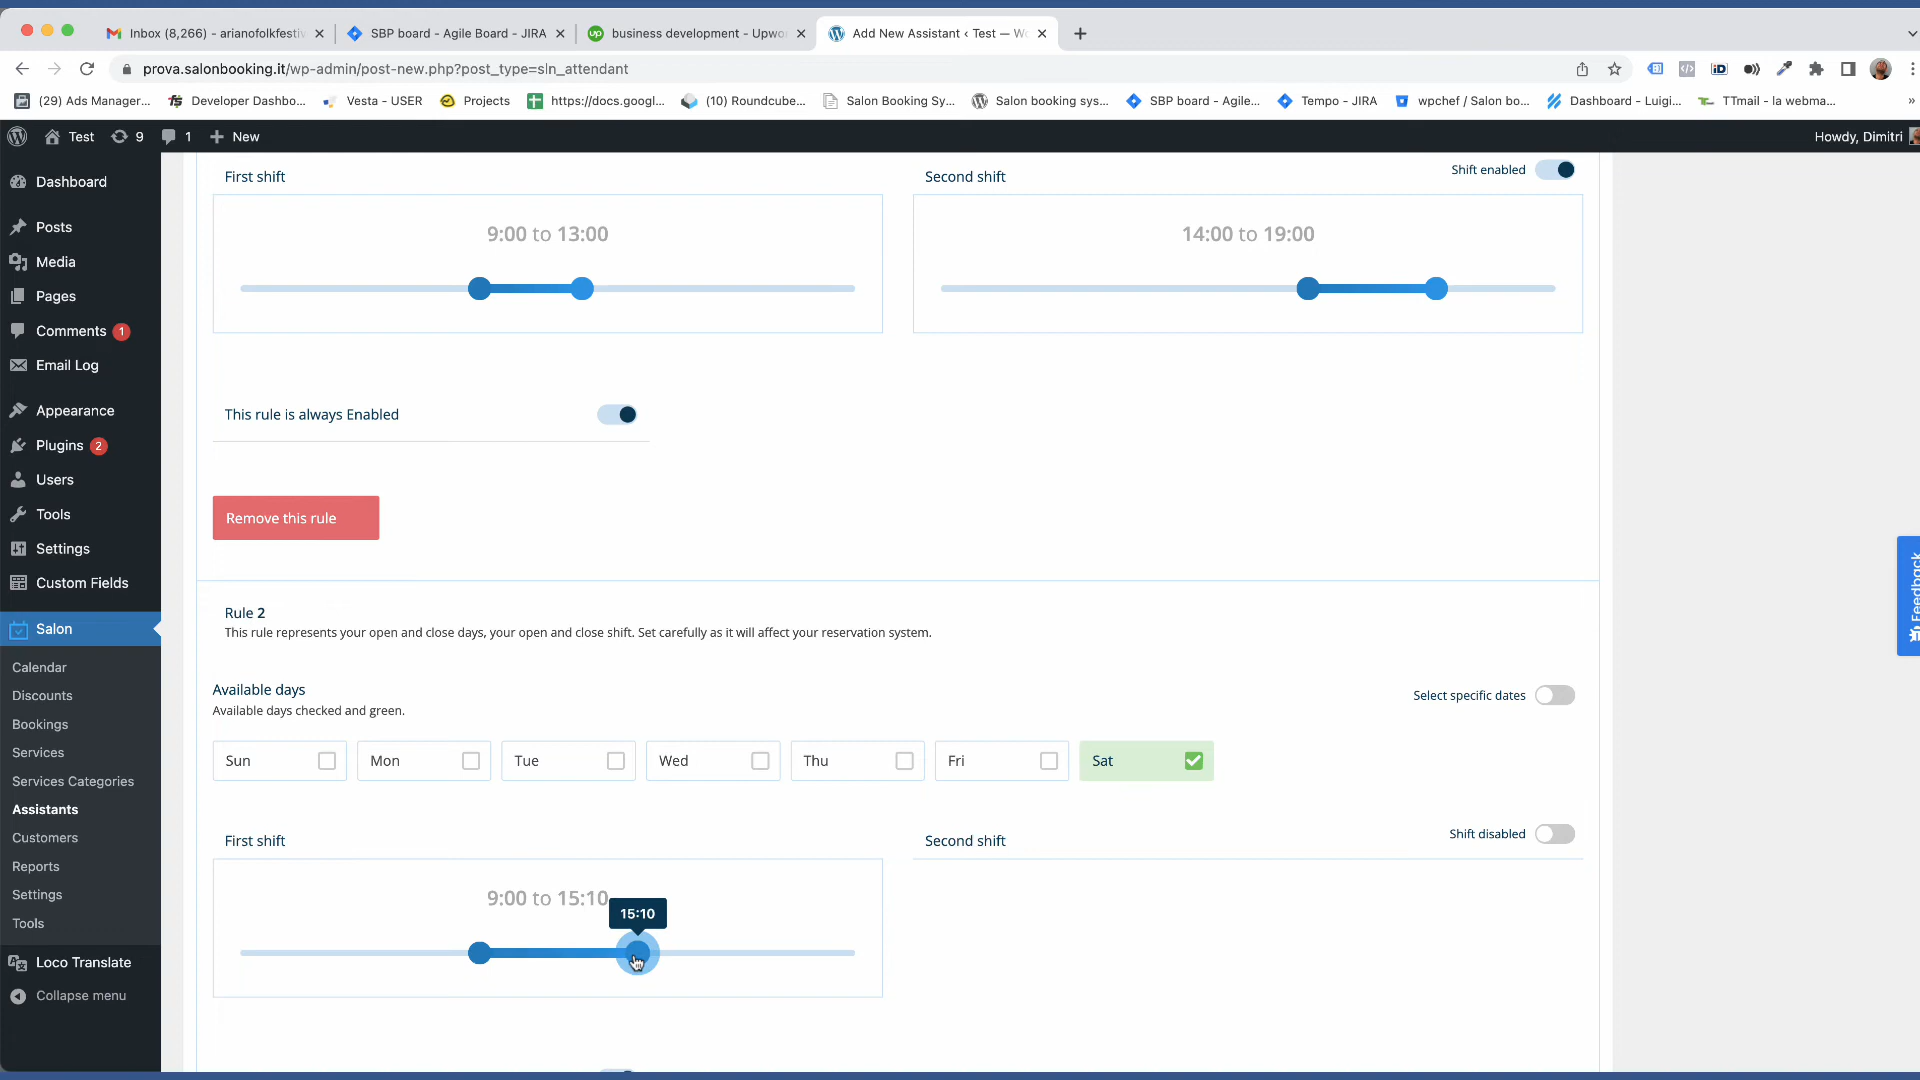 Inbox (8,266) - arianofolkfestiv
SBP board - Agile Board - JIRA
business development - Upwo
Add New Assistant ‹ Test — W
prova.salonbooking.it/wp-admin/post-new.php?post_type=sln_attendant
(29) Ads Manager...
Developer Dashbo...
Vesta - USER
Projects
https://docs.googl...
(10) Roundcube...
Salon Booking Sy...
Salon booking sys...
SBP board - Agile...
Tempo - JIRA
wpchef / Salon bo...
Dashboard - Luigi...
TTmail - la webma...
»
Test
9
1
New
Howdy, Dimitri
Dashboard
Posts
Media
Pages
Comments 1
Email Log
Appearance
Plugins 2
Users
Tools
Settings
Custom Fields
Salon
Calendar
Discounts
Bookings
Services
Services Categories
Assistants
Customers
Reports
Settings
Tools
Loco Translate
Collapse menu
First shift
9:00 to 13:00
Second shift
Shift enabled
14:00 to 19:00
This rule is always Enabled
Remove this rule
Rule 2
This rule represents your open and close days, your open and close shift. Set carefully as it will affect your reservation system.
Available days
Available days checked and green.
Select specific dates
Sun
Mon
Tue
Wed
Thu
Fri
Sat
First shift
9:00 to 15:10
15:10
Second shift
Shift disabled
Feedback